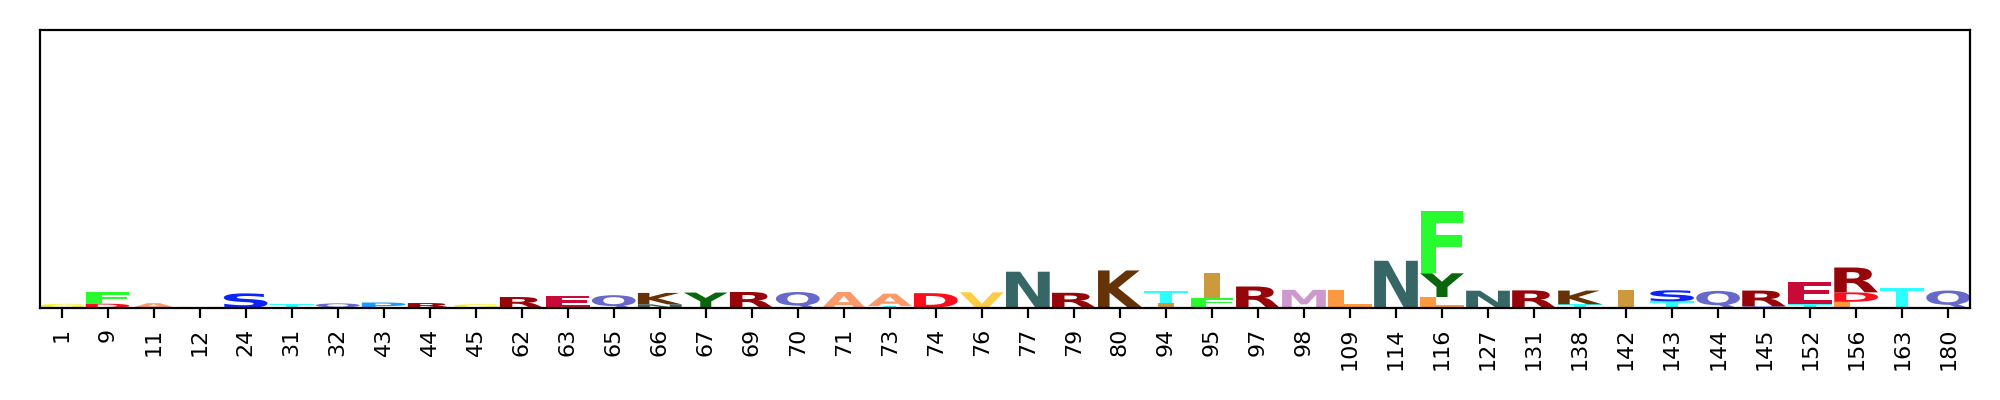 F S R E Q K Y R Q A A D V N R K T I F R M L N F Y L N R K I S Q R E R D T Q
1 9 11 12 24 31 32 43 44 45 62 63 65 66 67 69 70 71 73 74 76 77 79 80 94 95 97 98 109 114 116 127 131 138 142 143 144 145 152 156 163 180